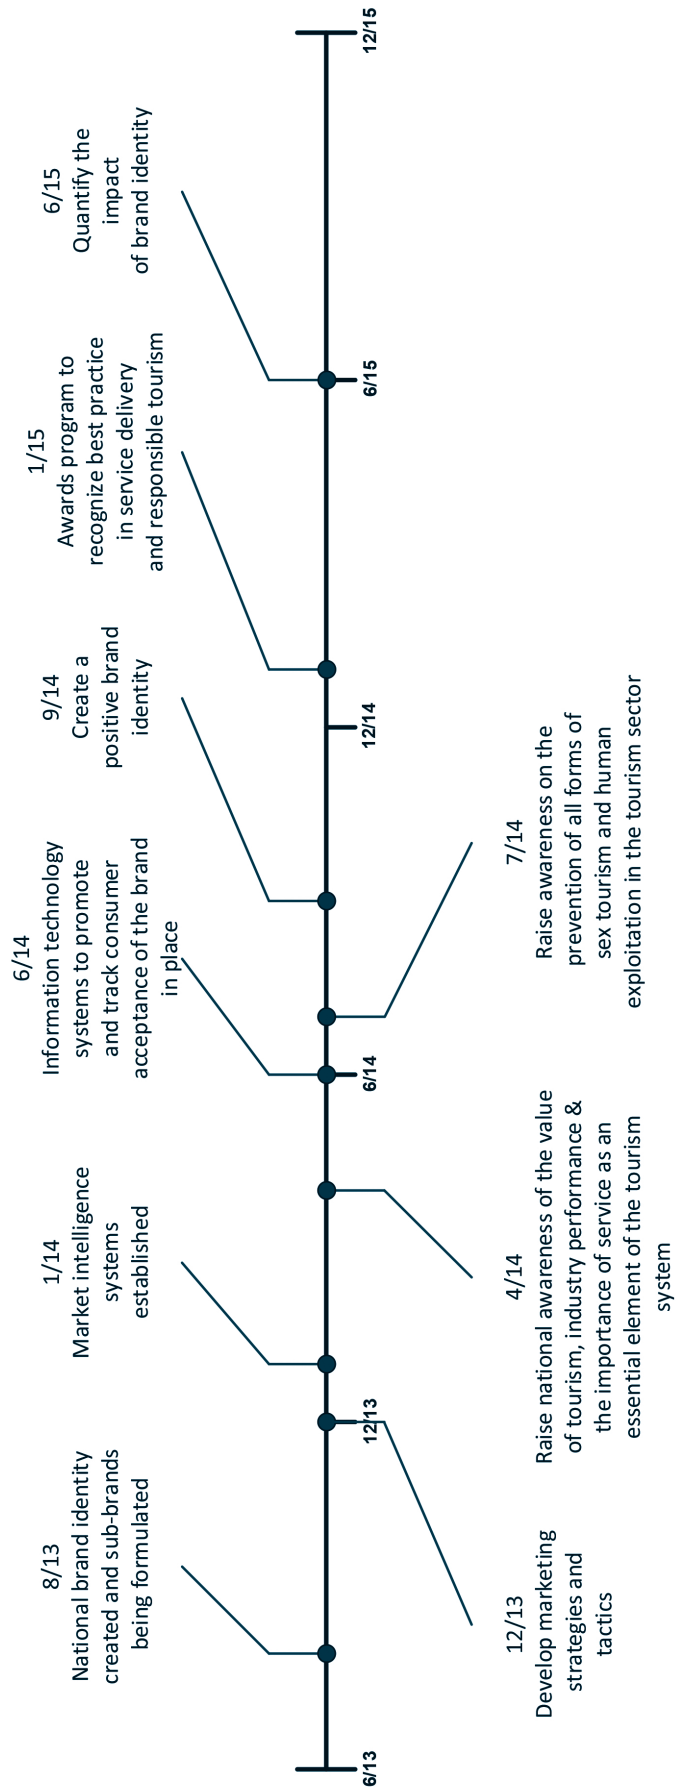 8/13
National brand identity
created and sub-brands
being formulated
1/14
Market intelligence
systems
established
6/14
Information technology
systems to promote
and track consumer
acceptance of the brand
in place
9/14
Create a
positive brand
identity
1/15
Awards program to
recognize best practice
in service delivery
and responsible tourism
6/15
Quantify the
impact
of brand identity
6/13
12/13
6/14
12/14
6/15
12/15
12/13
Develop marketing
strategies and
tactics
4/14
Raise national awareness of the value
of tourism, industry performance &
the importance of service as an
essential element of the tourism
system
7/14
Raise awareness on the
prevention of all forms of
sex tourism and human
exploitation in the tourism sector